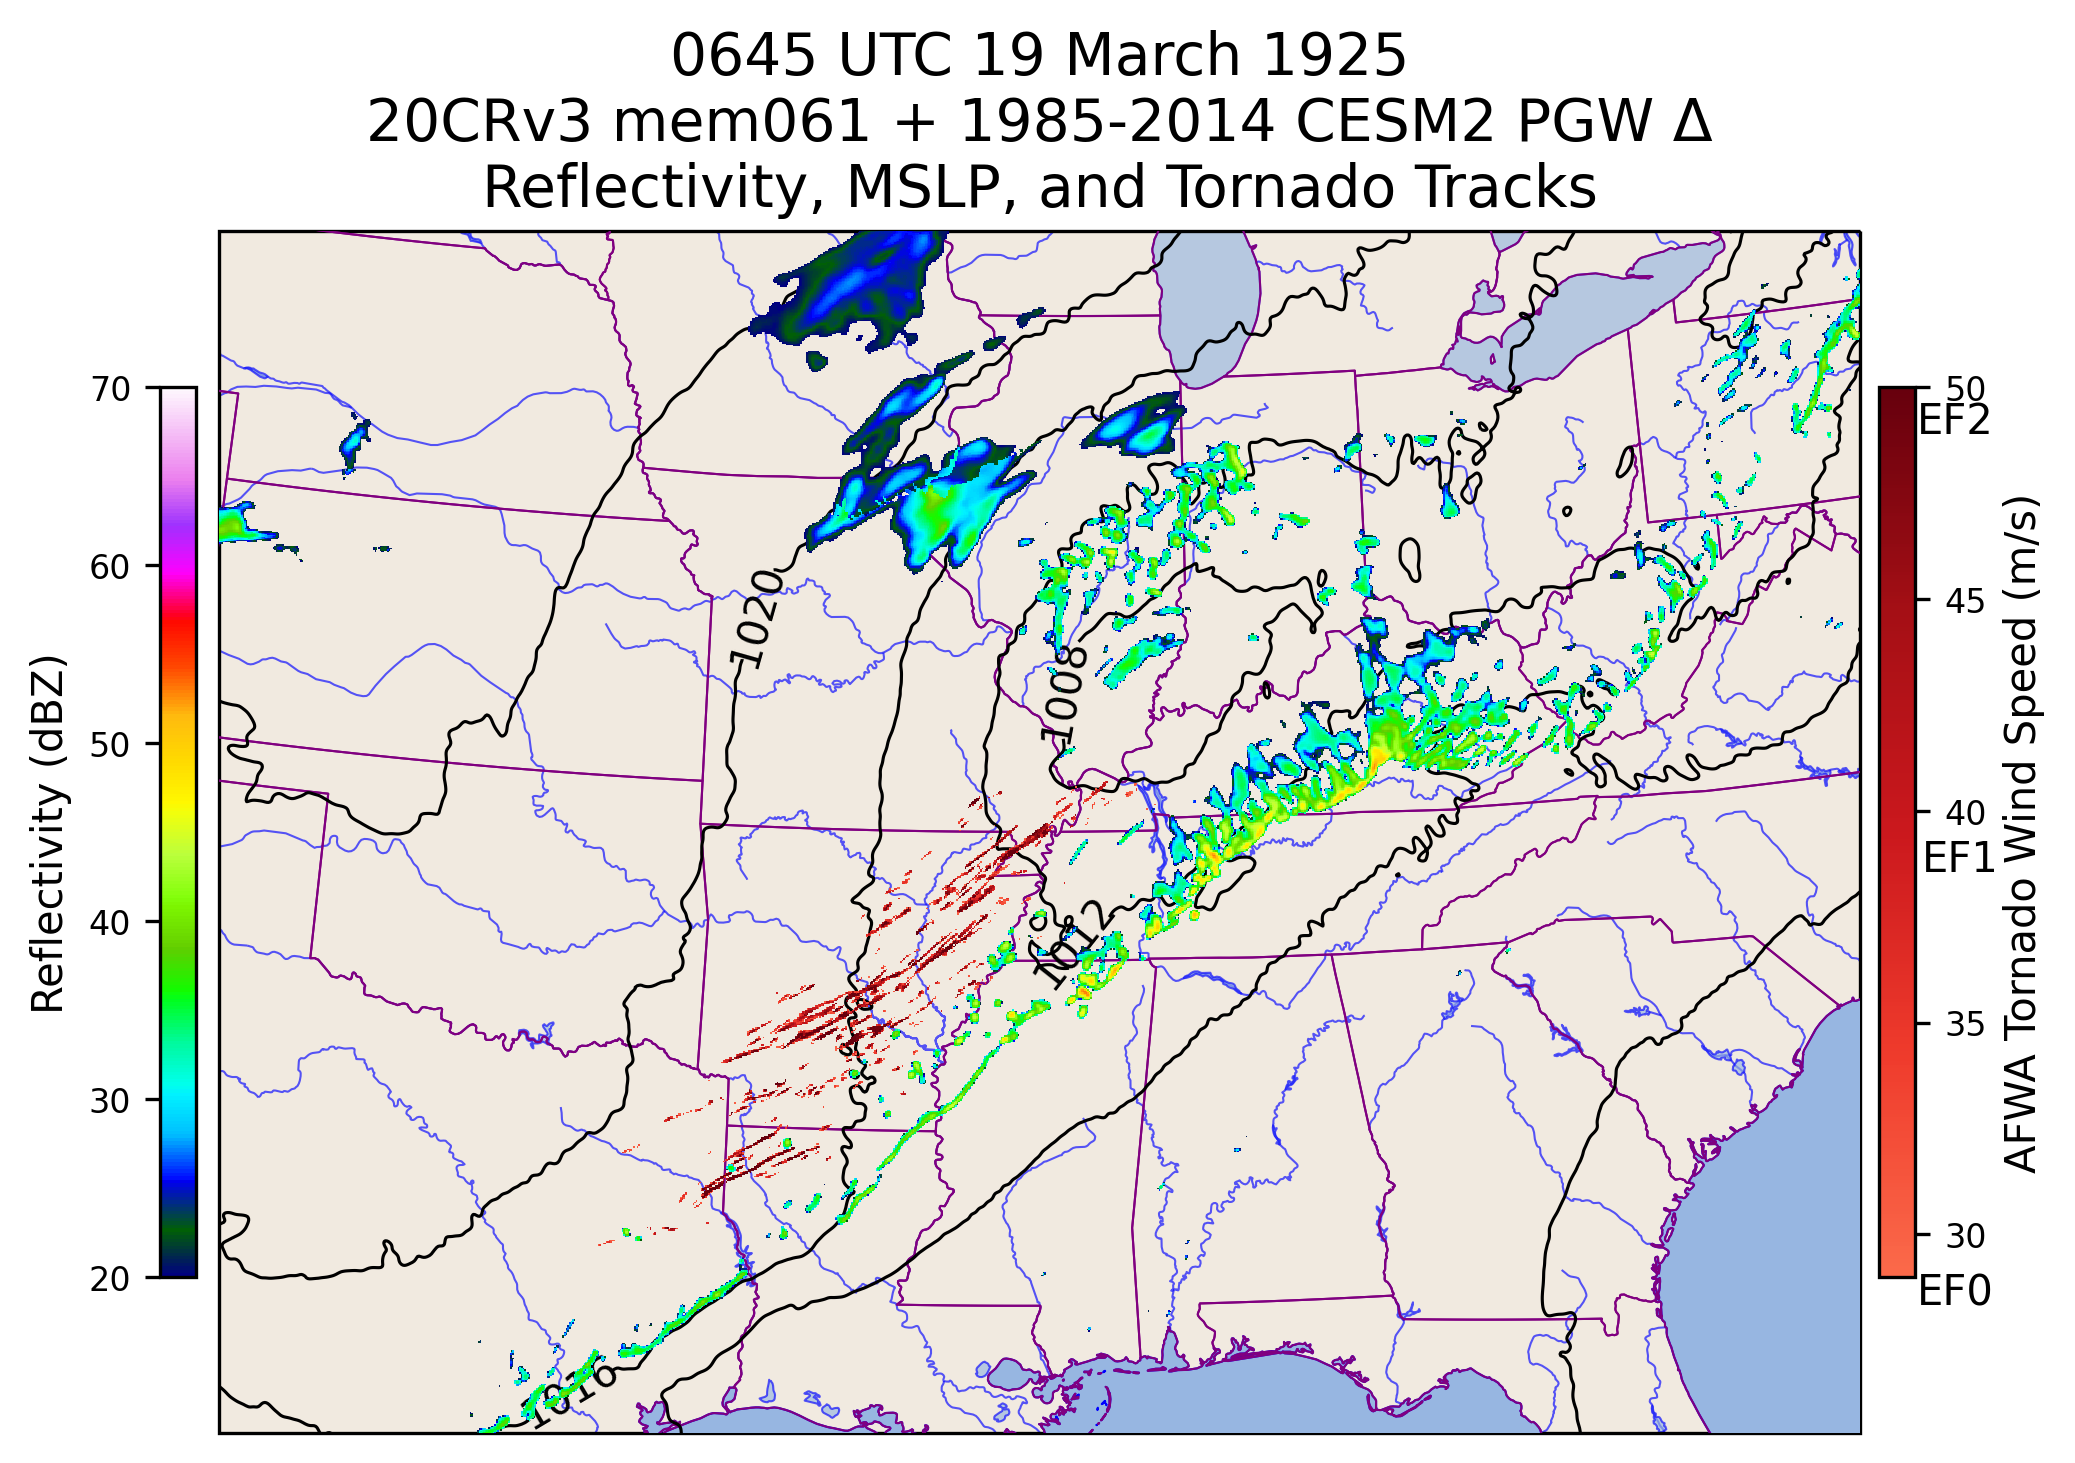 0645 UTC 19 March 1925
20CRv3 mem061 + 1985-2014 CESM2 PGW Δ
Reflectivity, MSLP, and Tornado Tracks
Reflectivity (dBZ)
70
60
50
40
30
20
1020
1008
1012
1016
50
EF2
45
40
EF1
35
30
EF0
AFWA Tornado Wind Speed (m/s)